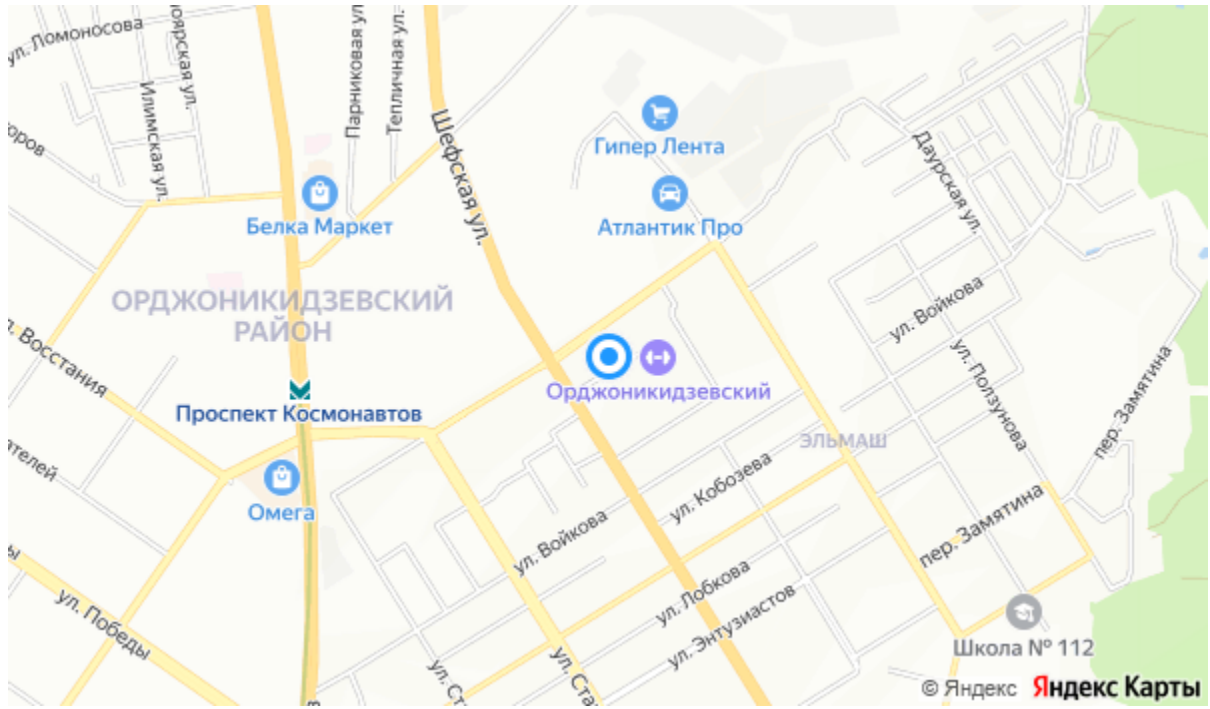 ул. Ломоносова
Илимская ул.
Парниковая ул.
Тепличная ул.
Шефская ул.
Гипер Лента
Даурская ул.
Белка Маркет
Атлантик Про
ОРДЖОНИКИДЗЕВСКИЙ
РАЙОН
ул. Войкова
Восстания
ул. Ползунова
пер. Замятина
Орджоникидзевский
Проспект Космонавтов
ЭЛЬМАШ
ул. Кобозева
Омега
ул. Войкова
пер. Замятина
ул. Победы
ул. Лобкова
ул. Энтузиастов
Школа № 112
© Яндекс Яндекс Карты